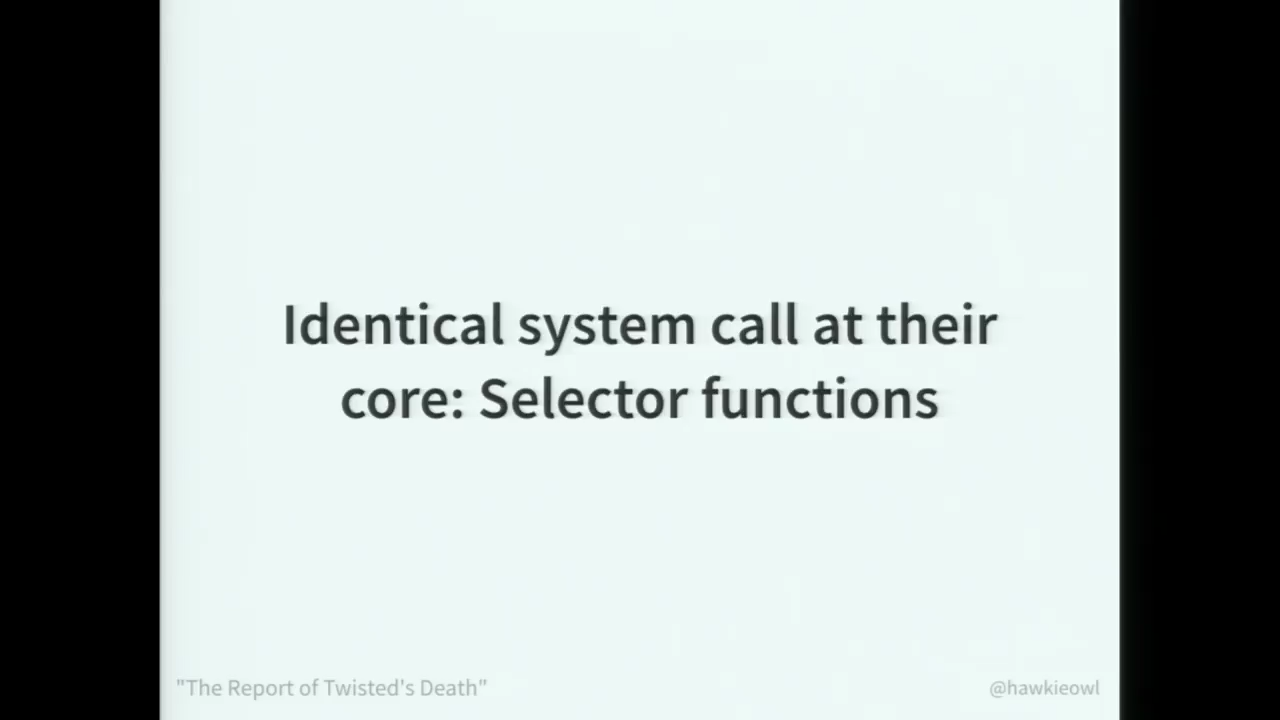 Identical system call at their
core: Selector functions
"The Report of Twisted's Death"
@hawkieowl